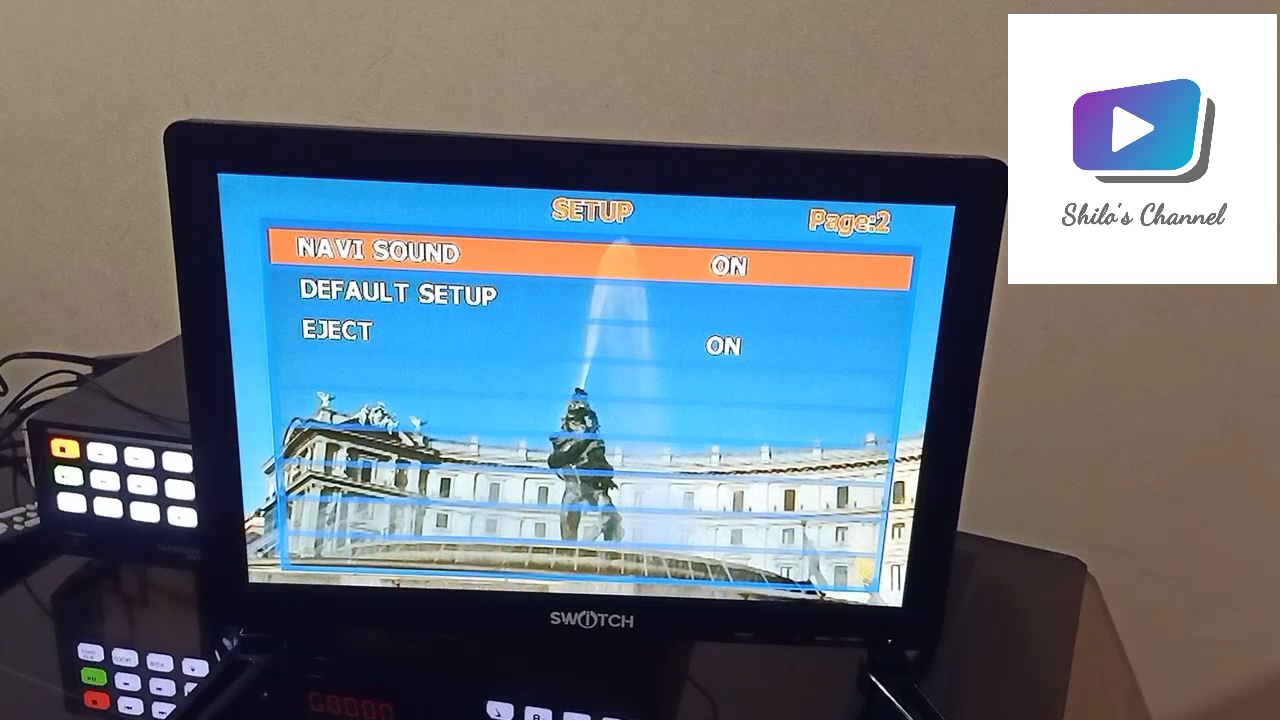 SETUP
Page:2
NAVI SOUND ON
DEFAULT SETUP
EJECT ON
SWiTCH
Shilo's Channel